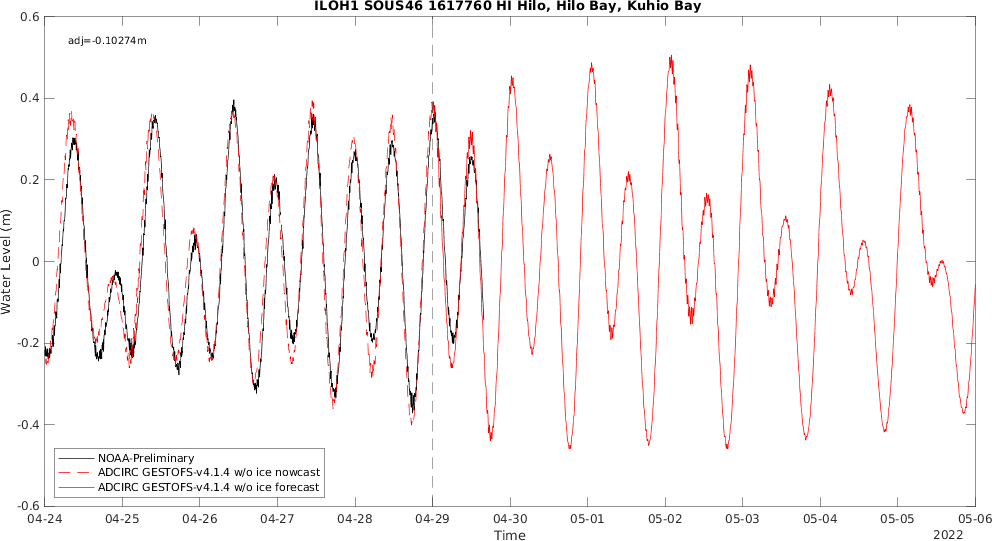 ILOH1 SOUS46 1617760 HI Hilo, Hilo Bay, Kuhio Bay
adj=-0.10274m
Water Level (m)
0.6
0.4
0.2
0
-0.2
-0.4
-0.6
NOAA-Preliminary
ADCIRC GESTOFS-v4.1.4 w/o ice nowcast
ADCIRC GESTOFS-v4.1.4 w/o ice forecast
04-24 04-25 04-26 04-27 04-28 04-29 04-30 05-01 05-02 05-03 05-04 05-05 05-06
Time
2022